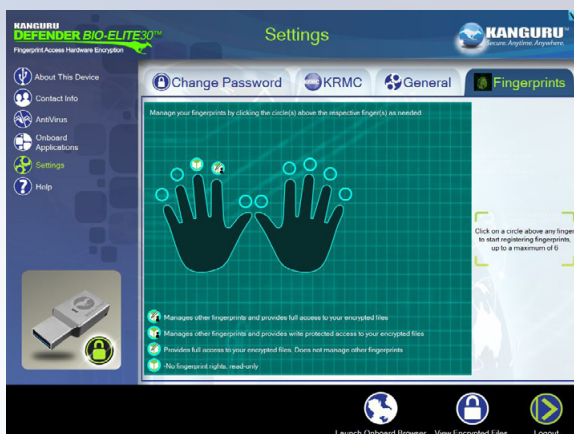 KANGURU
DEFENDER BIO-ELITE30™
Fingerprint Access Hardware Encryption
Settings
KANGURU™
Secure. Anytime. Anywhere.
About This Device
Contact Info
AntiVirus
Onboard
Applications
Settings
Help
Change Password
KRMC
KRMC
General
Fingerprints
Manage your fingerprints by clicking the circle(s) above the respective finger(s) as needed
Click on a circle above any finger
to start registering fingerprints,
up to a maximum of 6
Manages other fingerprints and provides full access to your encrypted files
Manages other fingerprints and provides write protected access to your encrypted files
Provides full access to your encrypted files. Does not manage other fingerprints
-No fingerprint rights, read-only
Launch Onboard Browser
View Encrypted Files
Logout